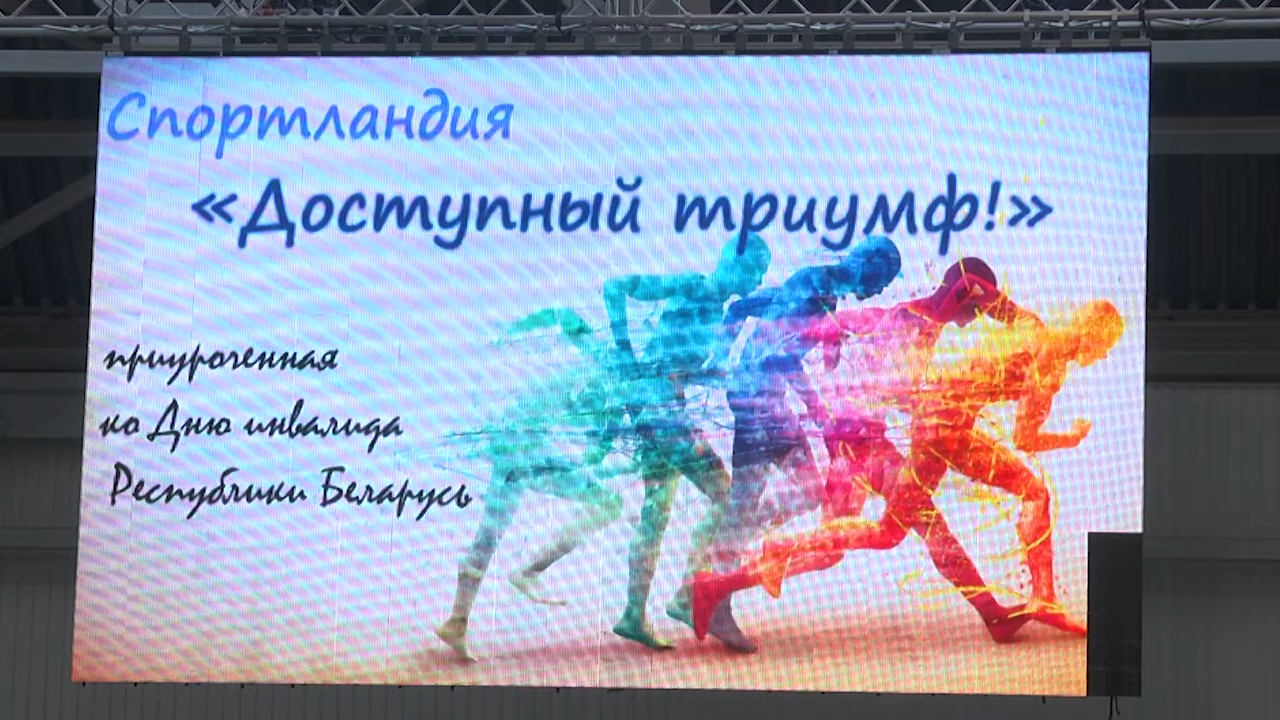 Спортландия
«Доступный триумф!»
приуроченная
ко Дню инвалида
Республики Беларусь